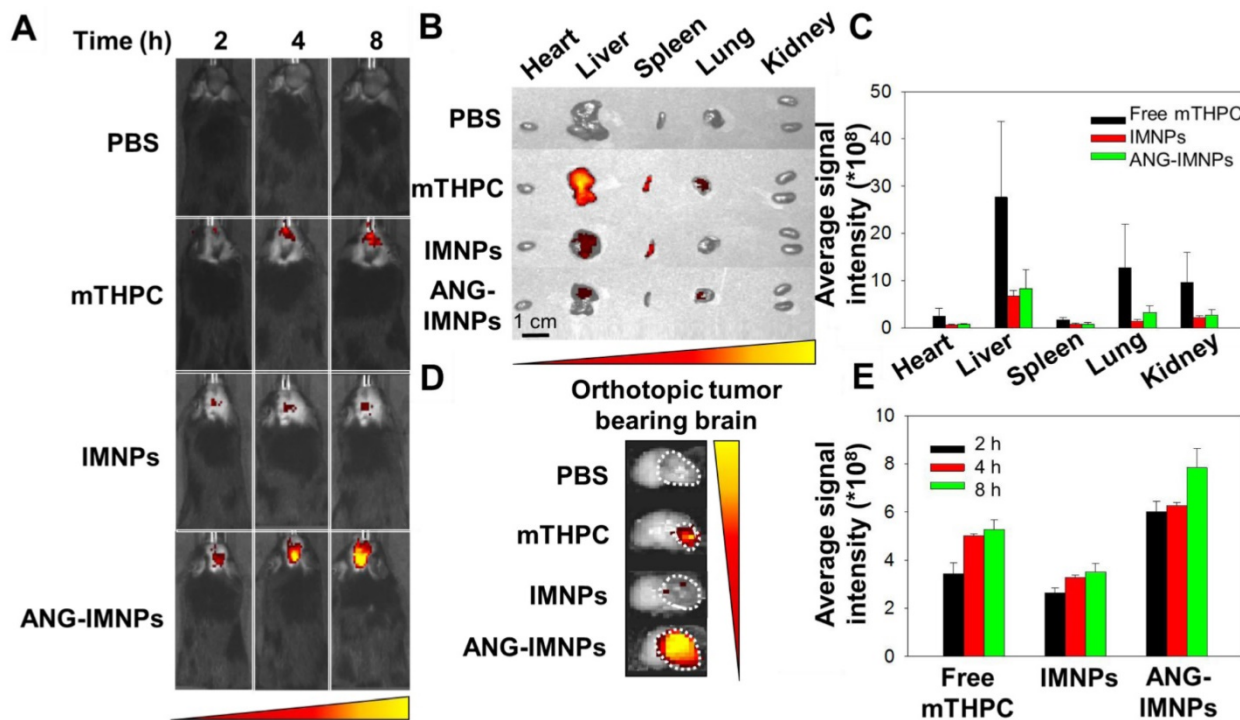 A
Time (h) 2 4 8
PBS
mTHPC
IMNPs
ANG-IMNPs
B
Heart Liver Spleen Lung Kidney
PBS
mTHPC
IMNPs
ANG-
IMNPs
1 cm
C
Average signal
intensity (*10⁸)
50
40
30
20
10
0
Free mTHPC
IMNPs
ANG-IMNPs
Heart Liver Spleen Lung Kidney
D
Orthotopic tumor
bearing brain
PBS
mTHPC
IMNPs
ANG-IMNPs
E
Average signal
intensity (*10⁸)
10
8
6
4
2
0
2 h
4 h
8 h
Free
mTHPC
IMNPs
ANG-
IMNPs